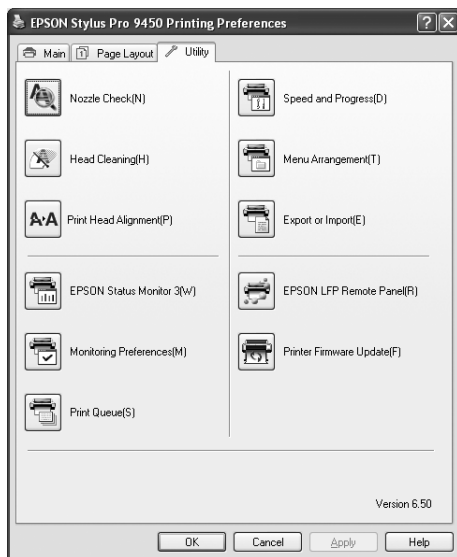 EPSON Stylus Pro 9450 Printing Preferences
Main
Page Layout
Utility
Nozzle Check(N)
Speed and Progress(D)
Head Cleaning(H)
Menu Arrangement(T)
A A Print Head Alignment(P)
Export or Import(E)
EPSON Status Monitor 3(W)
EPSON LFP Remote Panel(R)
Monitoring Preferences(M)
Printer Firmware Update(F)
Print Queue(S)
Version 6.50
OK
Cancel
Apply
Help